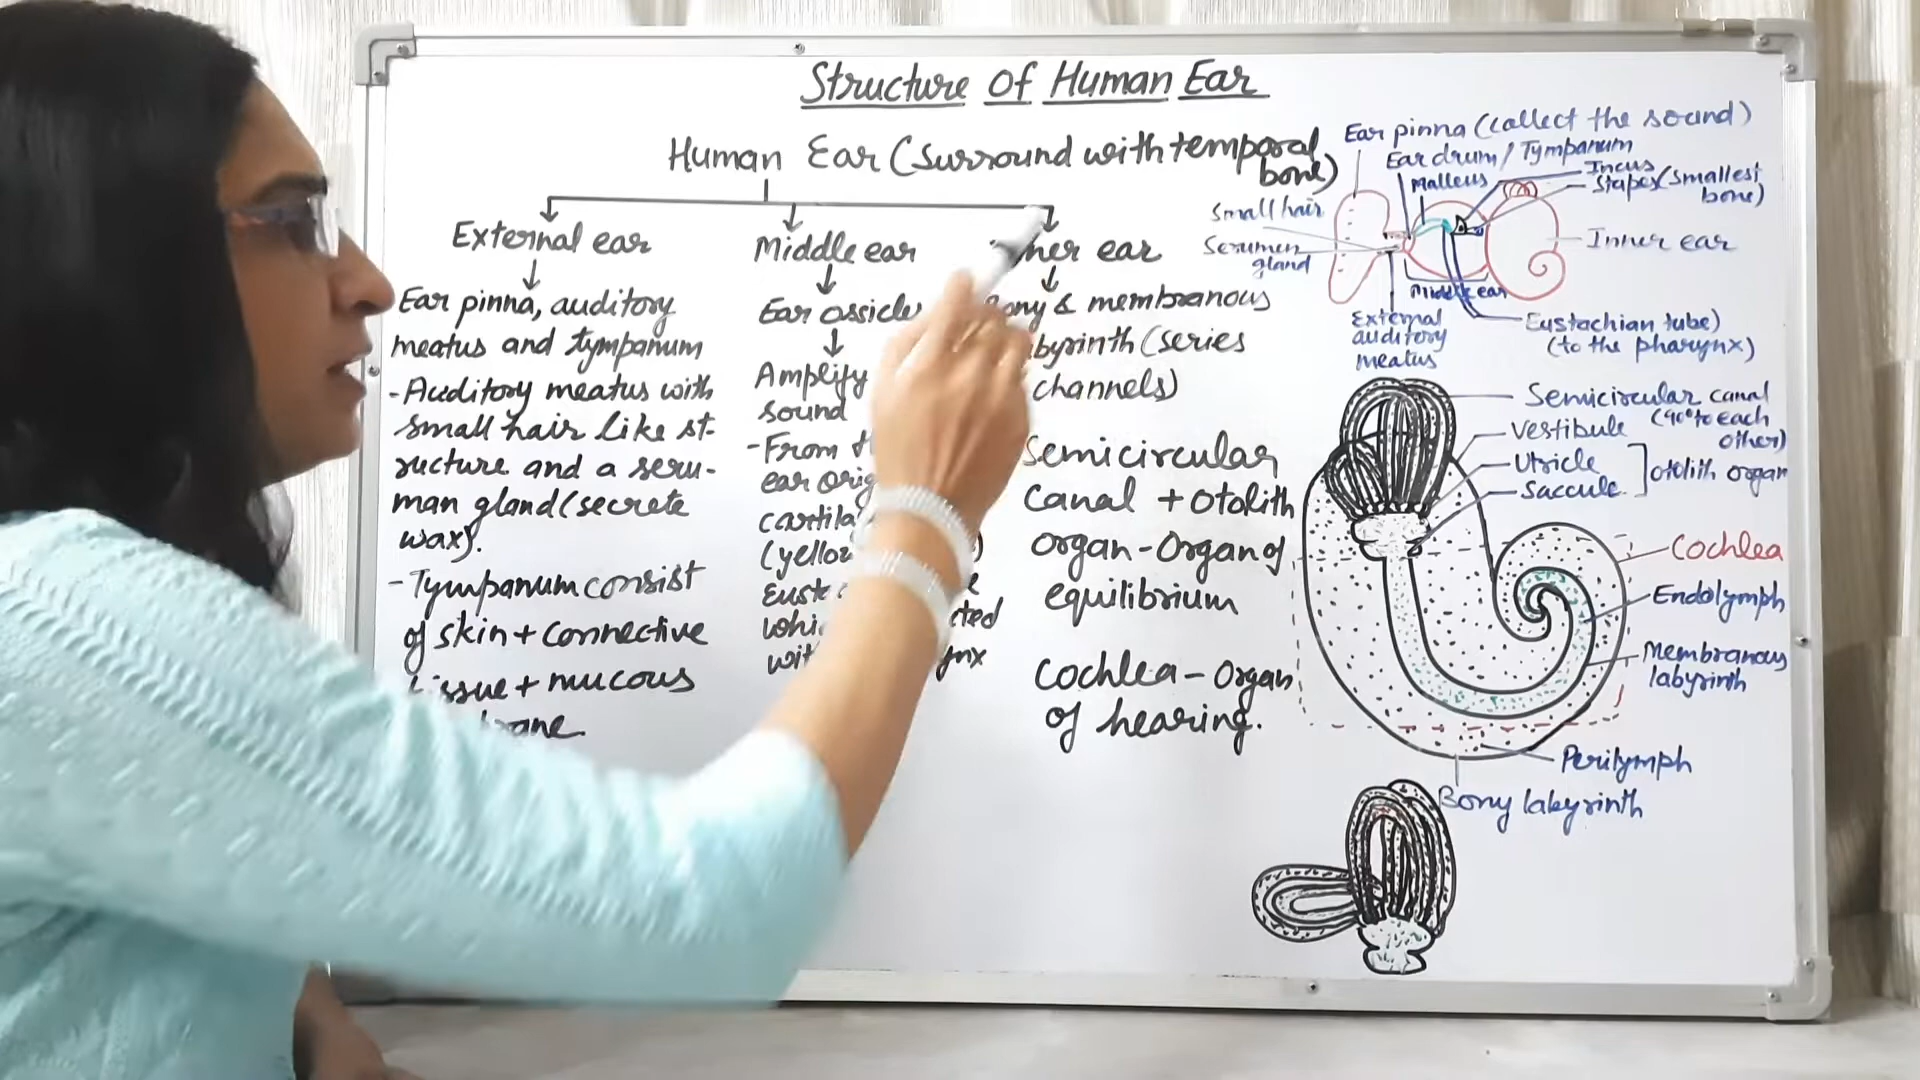 Structure Of Human Ear
Human Ear (surround with temporal
bone)
External ear
Ear pinna, auditory
meatus and tympanum
- Auditory meatus with
small hair like st-
ructure and a seru-
man gland (secrete
wax).
- Tympanum consist
of skin + connective
tissue + mucous
Middle ear
Ear ossicles
Amplify
sound
- From
ear
(yellow
with
ear
& membranous
(series
channels)
Semicircular
canal + otolith
organ - Organ of
equilibrium
Cochlea - Organ
of hearing.
Ear pinna (collect the sound)
Ear drum / Tympanum
Malleus
Incus
Stapes (smallest
bone)
Small hair
Serumen
gland
Inner ear
Middle ear
External
auditory
meatus
Eustachian tube)
(to the pharynx)
Semicircular canal
(90° to each
other)
Vestibule
Utricle
Saccule
otolith organ
Cochlea
Endolymph
Membranous
labyrinth
Perilymph
Bony labyrinth